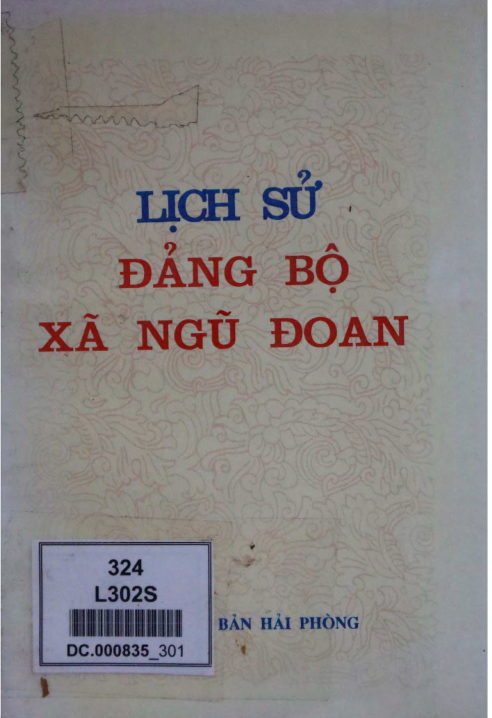 LỊCH SỬ
ĐẢNG BỘ
XÃ NGŨ ĐOAN
324
L302S
DC.000835_301
BẢN HẢI PHÒNG